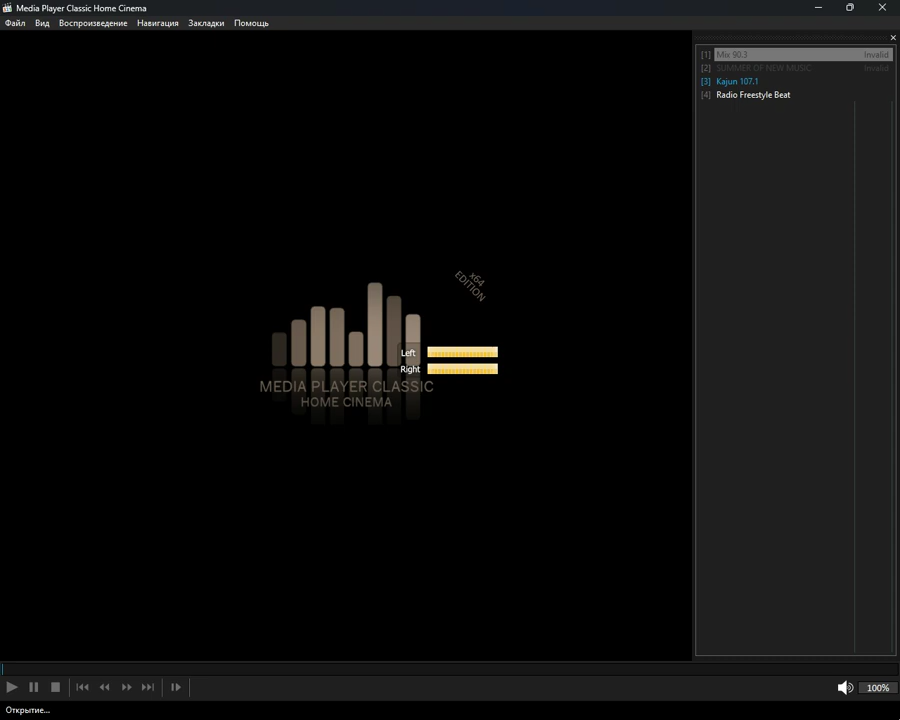 Media Player Classic Home Cinema
Файл Вид Воспроизведение Навигация Закладки Помощь
[1] Mix 90.3 Invalid
[2] SUMMER OF NEW MUSIC Invalid
[3] Kajun 107.1
[4] Radio Freestyle Beat
x64
EDITION
Left
Right
MEDIA PLAYER CLASSIC
HOME CINEMA
100%
Открытие...